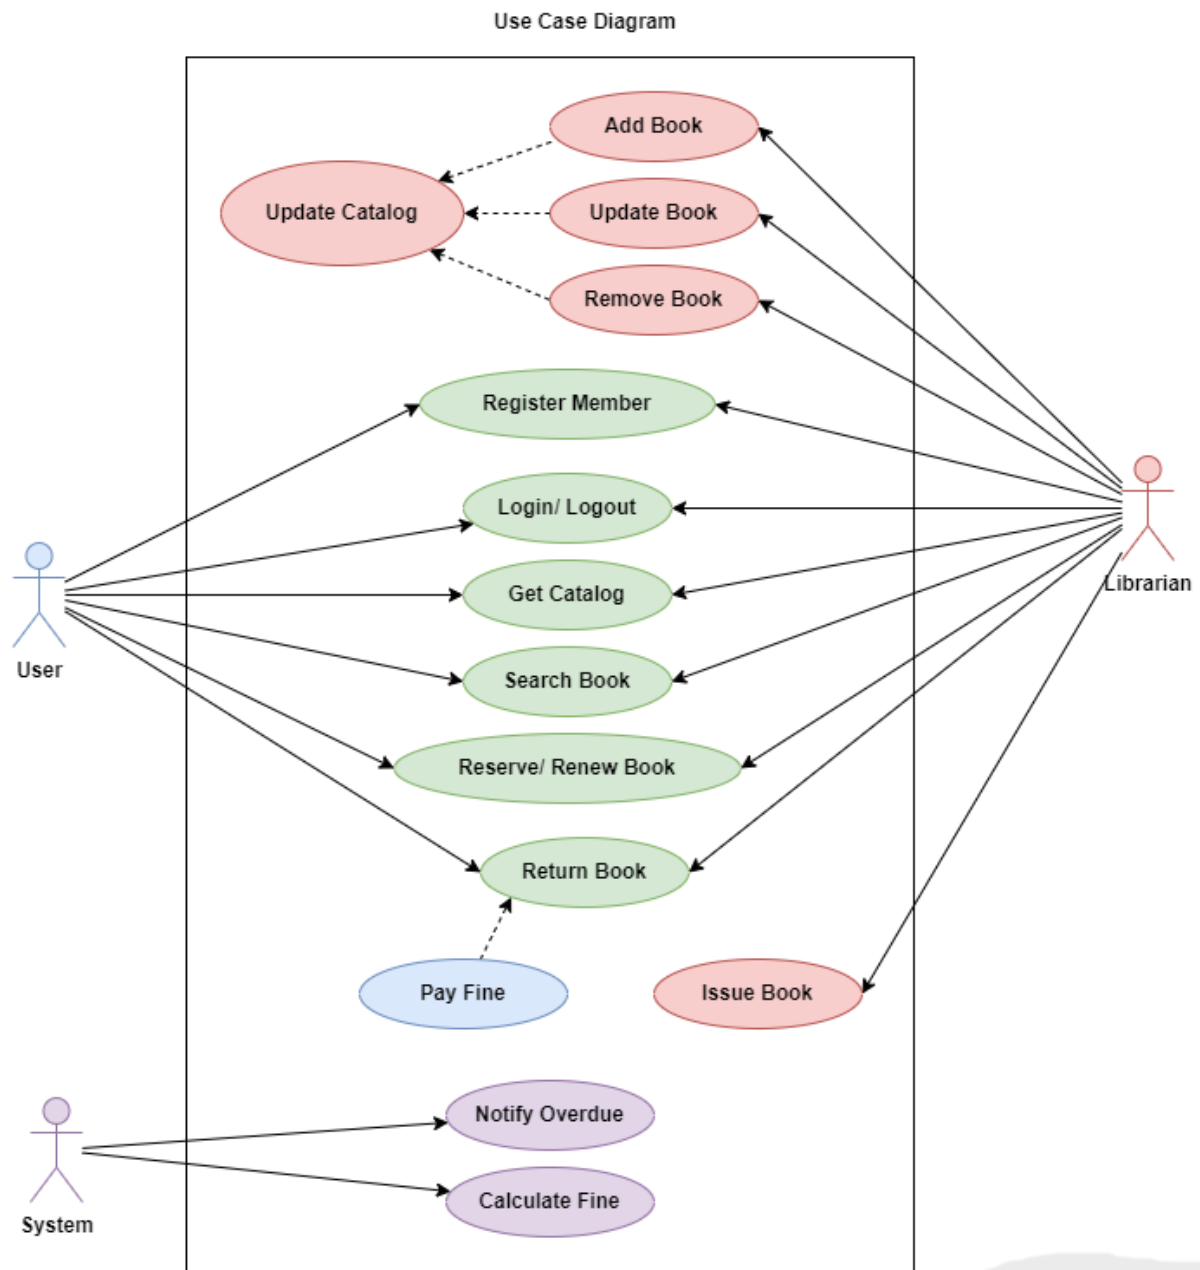 Use Case Diagram
Add Book
Update Catalog
Update Book
Remove Book
Register Member
Login/ Logout
Librarian
Get Catalog
User
Search Book
Reserve/ Renew Book
Return Book
Pay Fine
Issue Book
Notify Overdue
Calculate Fine
System